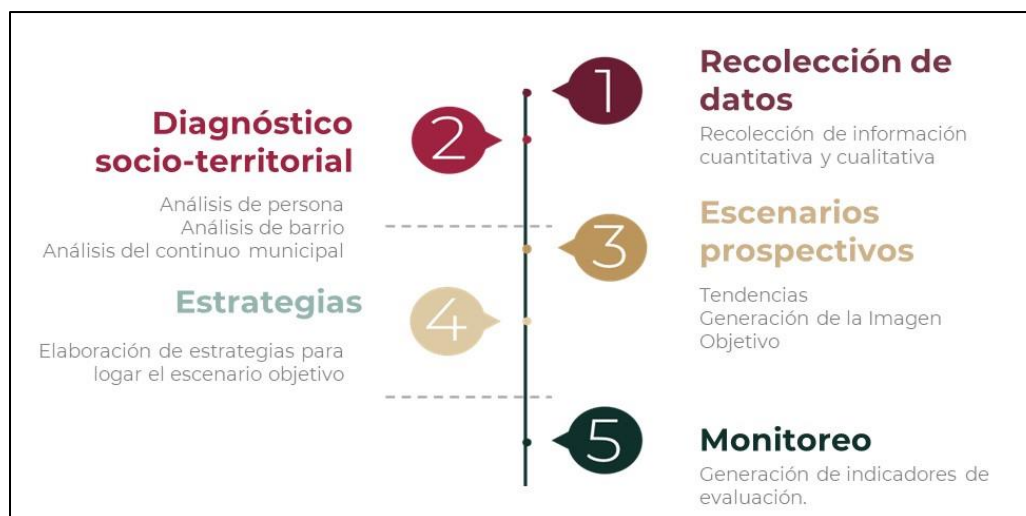 1
Recolección de
datos
Recolección de información
cuantitativa y cualitativa
2
Diagnóstico
socio-territorial
Análisis de persona
Análisis de barrio
Análisis del continuo municipal
3
Escenarios
prospectivos
Tendencias
Generación de la Imagen
Objetivo
4
Estrategias
Elaboración de estrategias para
logar el escenario objetivo
5
Monitoreo
Generación de indicadores de
evaluación.